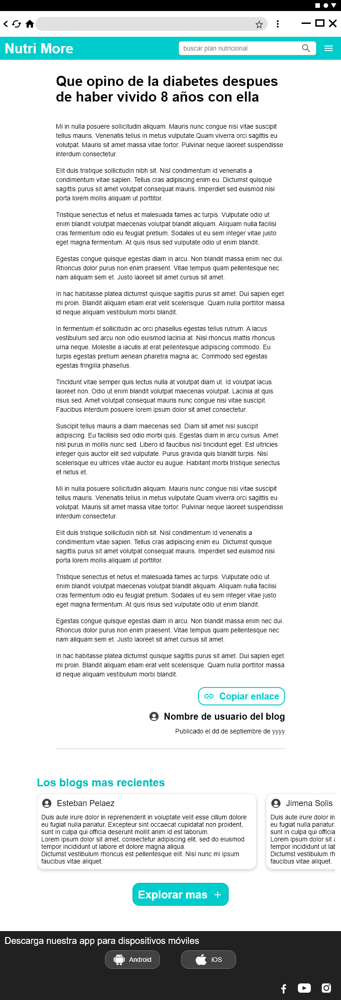 Nutri More
buscar plan nutricional
Que opino de la diabetes despues
de haber vivido 8 años con ella
Mi in nulla posuere sollicitudin aliquam. Mauris nunc congue nisi vitae suscipit
tellus mauris. Venenatis tellus in metus vulputate.Quam viverra orci sagittis eu
volutpat. Mauris sit amet massa vitae tortor. Pulvinar neque laoreet suspendisse
interdum consectetur.
Elit duis tristique sollicitudin nibh sit. Nisl condimentum id venenatis a
condimentum vitae sapien. Tellus cras adipiscing enim eu. Dictumst quisque
sagittis purus sit amet volutpat consequat mauris. Imperdiet sed euismod nisi
porta lorem mollis aliquam ut porttitor.
Tristique senectus et netus et malesuada fames ac turpis. Vulputate odio ut
enim blandit volutpat maecenas volutpat blandit aliquam. Aliquam nulla facilisi
cras fermentum odio eu feugiat pretium. Sodales ut eu sem integer vitae justo
eget magna fermentum. At quis risus sed vulputate odio ut enim blandit.
Egestas congue quisque egestas diam in arcu. Non blandit massa enim nec dui.
Rhoncus dolor purus non enim praesent. Vitae tempus quam pellentesque nec
nam aliquam sem et. Justo laoreet sit amet cursus sit amet.
In hac habitasse platea dictumst quisque sagittis purus sit amet. Dui sapien eget
mi proin. Blandit aliquam etiam erat velit scelerisque. Quam nulla porttitor massa
id neque aliquam vestibulum morbi blandit.
In fermentum et sollicitudin ac orci phasellus egestas tellus rutrum. A lacus
vestibulum sed arcu non odio euismod lacinia at. Nisl rhoncus mattis rhoncus
urna neque. Molestie a iaculis at erat pellentesque adipiscing commodo. Eu
turpis egestas pretium aenean pharetra magna ac. Commodo sed egestas
egestas fringilla phasellus.
Tincidunt vitae semper quis lectus nulla at volutpat diam ut. Id volutpat lacus
laoreet non. Odio ut enim blandit volutpat maecenas volutpat. Lacinia at quis
risus sed. Amet volutpat consequat mauris nunc congue nisi vitae suscipit.
Faucibus interdum posuere lorem ipsum dolor sit amet consectetur.
Suscipit tellus mauris a diam maecenas sed. Diam sit amet nisl suscipit
adipiscing. Eu facilisis sed odio morbi quis. Egestas diam in arcu cursus. Amet
nisl purus in mollis nunc sed. Libero id faucibus nisl tincidunt eget. Est ultricies
integer quis auctor elit sed vulputate. Purus gravida quis blandit turpis. Nisi
scelerisque eu ultrices vitae auctor eu augue. Habitant morbi tristique senectus
et netus et.
Mi in nulla posuere sollicitudin aliquam. Mauris nunc congue nisi vitae suscipit
tellus mauris. Venenatis tellus in metus vulputate.Quam viverra orci sagittis eu
volutpat. Mauris sit amet massa vitae tortor. Pulvinar neque laoreet suspendisse
interdum consectetur.
Elit duis tristique sollicitudin nibh sit. Nisl condimentum id venenatis a
condimentum vitae sapien. Tellus cras adipiscing enim eu. Dictumst quisque
sagittis purus sit amet volutpat consequat mauris. Imperdiet sed euismod nisi
porta lorem mollis aliquam ut porttitor.
Tristique senectus et netus et malesuada fames ac turpis. Vulputate odio ut
enim blandit volutpat maecenas volutpat blandit aliquam. Aliquam nulla facilisi
cras fermentum odio eu feugiat pretium. Sodales ut eu sem integer vitae justo
eget magna fermentum. At quis risus sed vulputate odio ut enim blandit.
Egestas congue quisque egestas diam in arcu. Non blandit massa enim nec dui.
Rhoncus dolor purus non enim praesent. Vitae tempus quam pellentesque nec
nam aliquam sem et. Justo laoreet sit amet cursus sit amet.
In hac habitasse platea dictumst quisque sagittis purus sit amet. Dui sapien eget
mi proin. Blandit aliquam etiam erat velit scelerisque. Quam nulla porttitor massa
id neque aliquam vestibulum morbi blandit.
Copiar enlace
Nombre de usuario del blog
Publicado el dd de septiembre de yyyy
Los blogs mas recientes
Esteban Pelaez
Duis aute irure dolor in reprehenderit in voluptate velit esse cillum dolore
eu fugiat nulla pariatur. Excepteur sint occaecat cupidatat non proident,
sunt in culpa qui officia deserunt mollit anim id est laborum.
Lorem ipsum dolor sit amet, consectetur adipiscing elit, sed do eiusmod
tempor incididunt ut labore et dolore magna aliqua.
Dictumst vestibulum rhoncus est pellentesque elit. Nisl nunc mi ipsum
faucibus vitae aliquet.
Jimena Solis
Duis aute irure dolor in
eu fugiat nulla pariatur.
sunt in culpa qui officia
Lorem ipsum dolor sit
tempor incididunt ut
Dictumst vestibulum
faucibus vitae aliquet.
Explorar mas
Descarga nuestra app para dispositivos móviles
Android
iOS